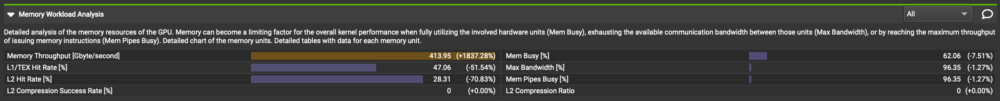 Memory Workload Analysis
All
Detailed analysis of the memory resources of the GPU. Memory can become a limiting factor for the overall kernel performance when fully utilizing the involved hardware units (Mem Busy), exhausting the available communication bandwidth between those units (Max Bandwidth), or by reaching the maximum throughput
of issuing memory instructions (Mem Pipes Busy). Detailed chart of the memory units. Detailed tables with data for each memory unit.
Memory Throughput [Gbyte/second] 413.95 (+1837.28%) Mem Busy [%] 62.06 (-7.51%)
L1/TEX Hit Rate [%] 47.06 (-51.54%) Max Bandwidth [%] 96.35 (-1.27%)
L2 Hit Rate [%] 28.31 (-70.83%) Mem Pipes Busy [%] 96.35 (-1.27%)
L2 Compression Success Rate [%] 0 (+0.00%) L2 Compression Ratio 0 (+0.00%)